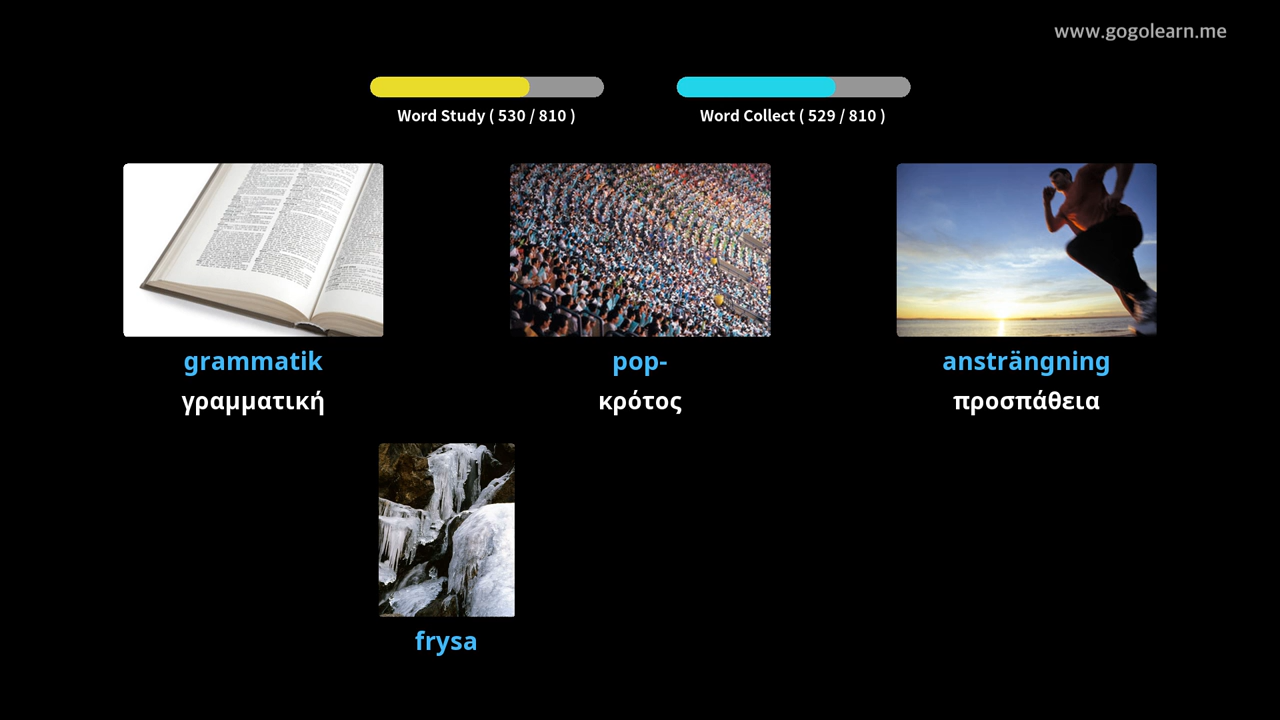 www.gogolearn.me
Word Study ( 530 / 810 )
Word Collect ( 529 / 810 )
grammatik
pop-
ansträngning
γραμματική
κρότος
προσπάθεια
frysa